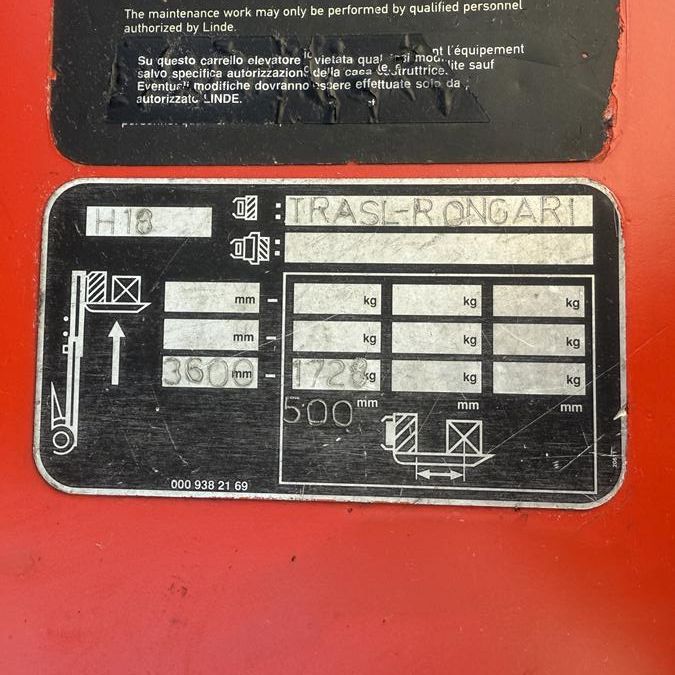 The maintenance work may only be performed by qualified personnel
authorized by Linde.
nt l'équipement
Su questo carrello elevatore vietata modi
salvo specifica autorizzazione della casa costruttrice. ite sauf
Eventuali modifiche dovranno essere effettuate solo da
autorizzato LINDE.
H18
TRASL-RONGARI
mm kg kg kg
mm kg kg kg
3600 mm 1728 kg kg kg
500 mm mm mm
000 938 21 69